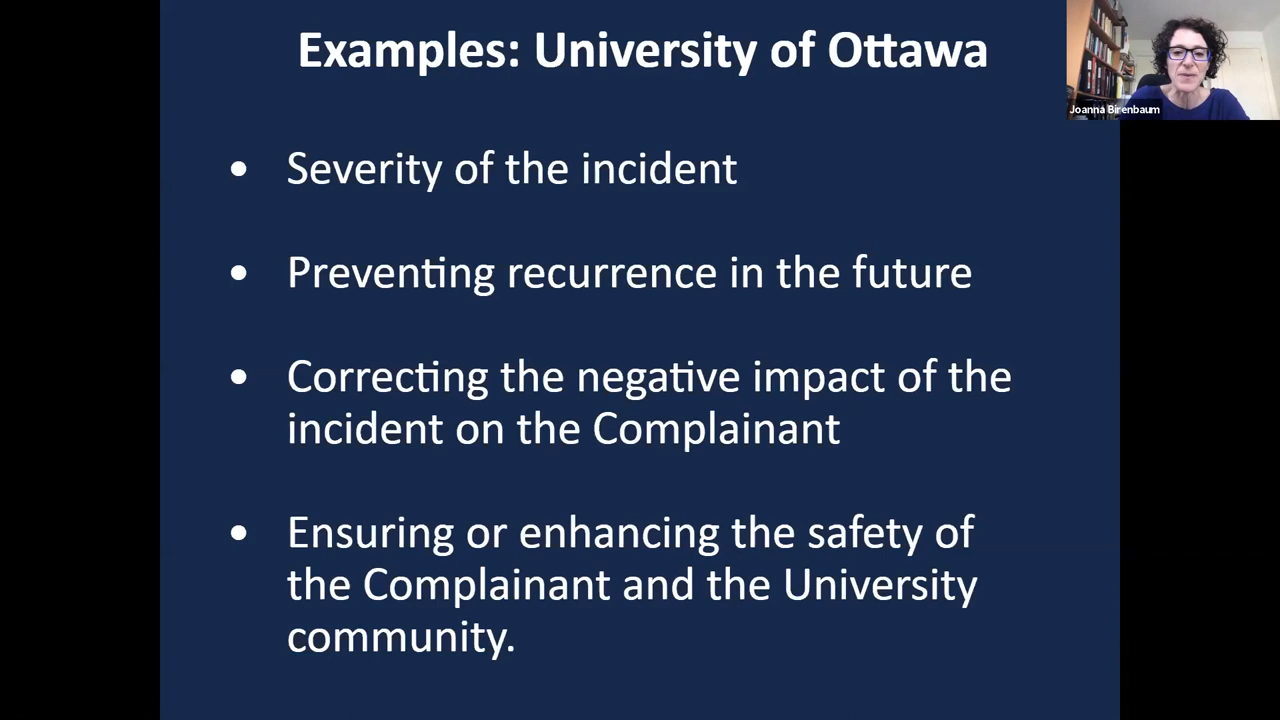 Examples: University of Ottawa
Joanna Birenbaum
• Severity of the incident
• Preventing recurrence in the future
• Correcting the negative impact of the
incident on the Complainant
• Ensuring or enhancing the safety of
the Complainant and the University
community.